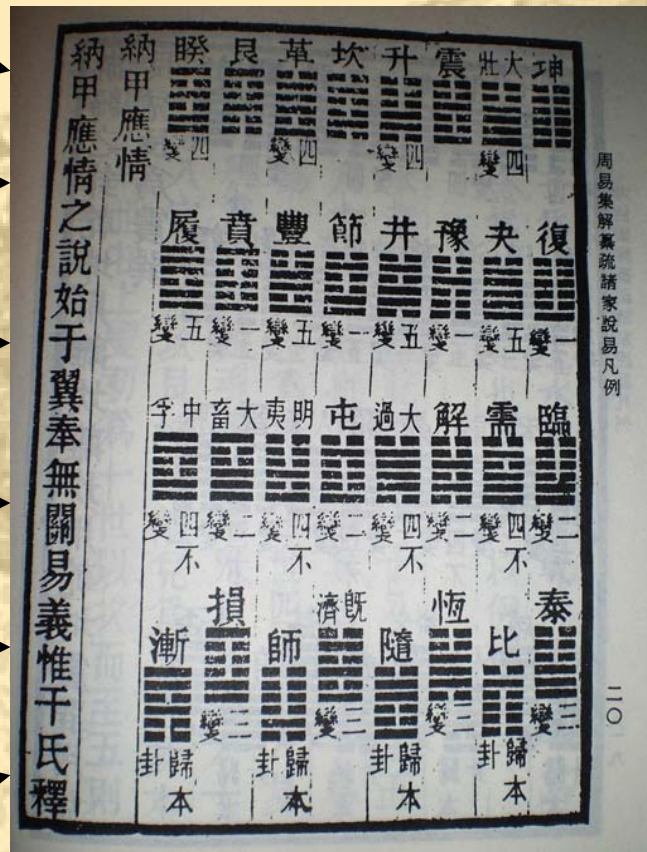 周易集解纂疏諸家說易凡例 二〇
坤 復 一變 臨 二變 泰 三變
大壯 四變 夬 五變 需 四不變 比 歸本卦
震 豫 一變 解 二變 恆 三變
升 四變 井 五變 大過 四不變 隨 歸本卦
坎 節 一變 屯 二變 既濟 三變
革 四變 豐 五變 明夷 四不變 師 歸本卦
艮 賁 一變 大畜 二變 損 三變
睽 四變 履 五變 中孚 四不變 漸 歸本卦
納甲應情
納甲應情之說始于翼奉無關易義惟干氏釋